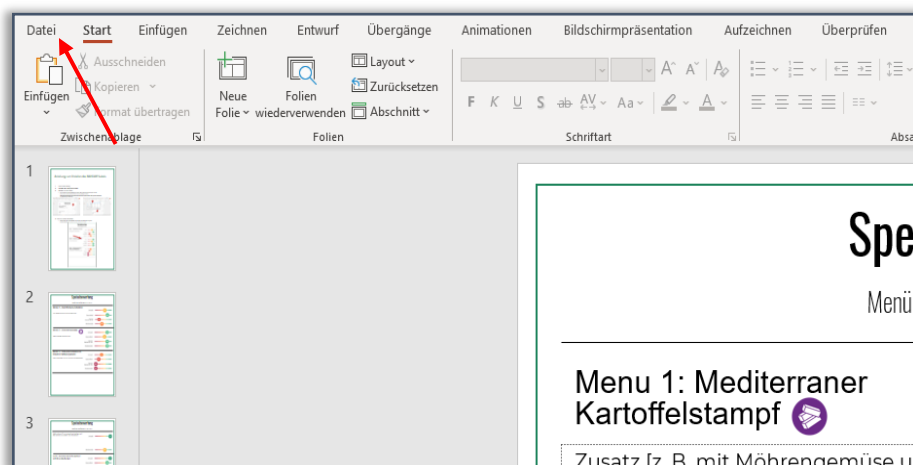 Datei Start Einfügen Zeichnen Entwurf Übergänge Animationen Bildschirmpräsentation Aufzeichnen Überprüfen
Einfügen
Ausschneiden
Kopieren
Format übertragen
Zwischenablage
Neue
Folie
Folien
wiederverwenden
Layout
Zurücksetzen
Abschnitt
Folien
F K U S ab AV Aa A
Schriftart
Absa
1
2
3
Spe
Menü
Menu 1: Mediterraner
Kartoffelstampf
Zusatz [z. B. mit Möhrengemüse u